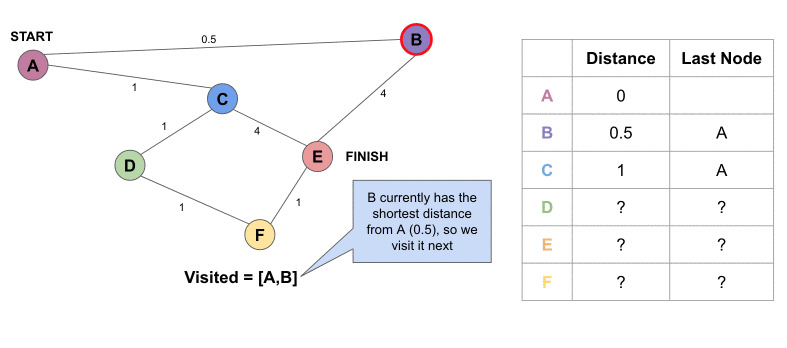 START
A
0.5
B
1
C
1
4
4
D
E
FINISH
1
1
F
B currently has the
shortest distance
from A (0.5), so we
visit it next
Visited = [A,B]
Distance Last Node
A 0
B 0.5 A
C 1 A
D ? ?
E ? ?
F ? ?